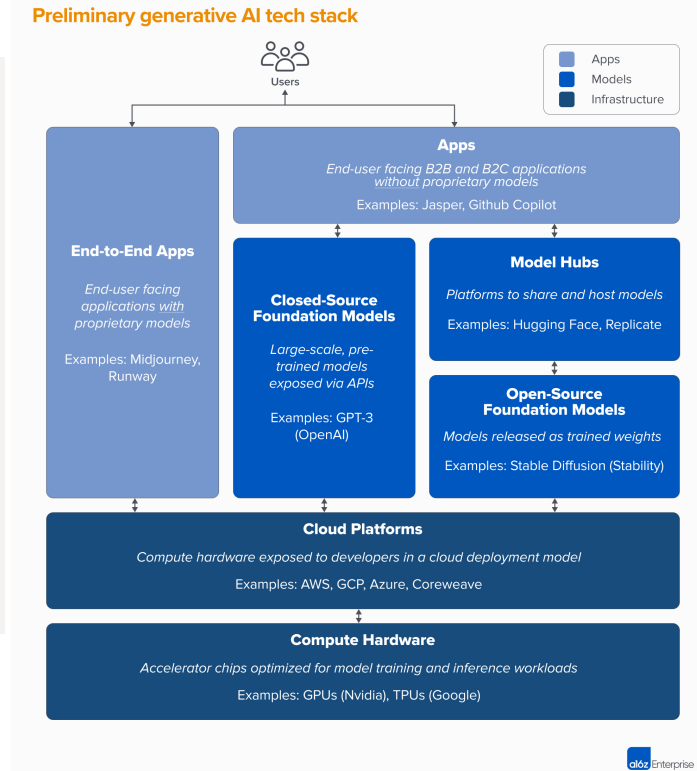 Preliminary generative AI tech stack
Users
Apps
Models
Infrastructure
Apps
End-user facing B2B and B2C applications
without proprietary models
Examples: Jasper, Github Copilot
End-to-End Apps
End-user facing
applications with
proprietary models
Examples: Midjourney,
Runway
Closed-Source
Foundation Models
Large-scale, pre-
trained models
exposed via APIs
Examples: GPT-3
(OpenAI)
Model Hubs
Platforms to share and host models
Examples: Hugging Face, Replicate
Open-Source
Foundation Models
Models released as trained weights
Examples: Stable Diffusion (Stability)
Cloud Platforms
Compute hardware exposed to developers in a cloud deployment model
Examples: AWS, GCP, Azure, Coreweave
Compute Hardware
Accelerator chips optimized for model training and inference workloads
Examples: GPUs (Nvidia), TPUs (Google)
a16z Enterprise